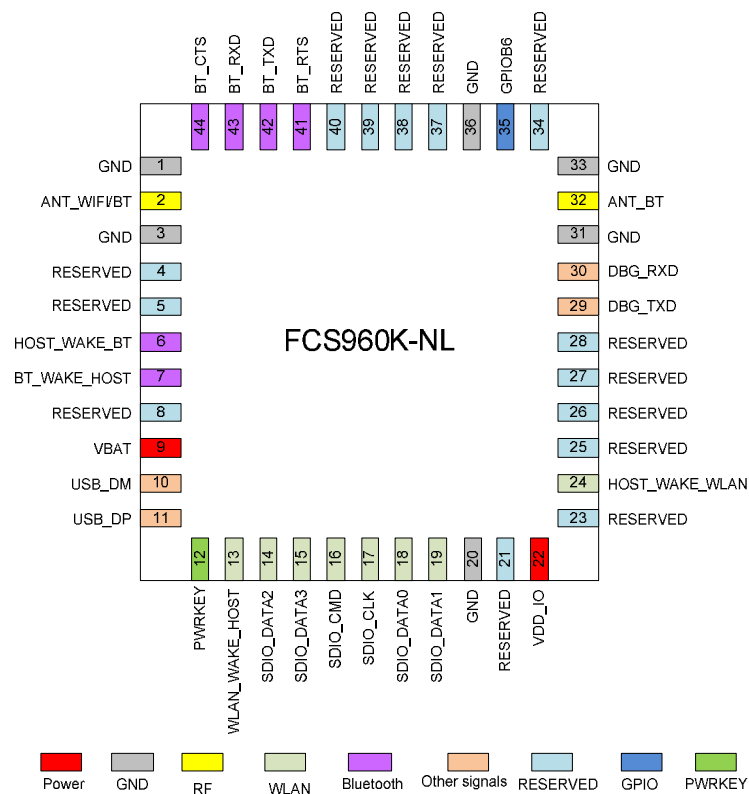 BT_CTS
BT_RXD
BT_TXD
BT_RTS
RESERVED
RESERVED
RESERVED
RESERVED
GND
GPIOB6
RESERVED
44
43
42
41
40
39
38
37
36
35
34
GND 1
ANT_WIFI/BT 2
GND 3
RESERVED 4
RESERVED 5
HOST_WAKE_BT 6
BT_WAKE_HOST 7
RESERVED 8
VBAT 9
USB_DM 10
USB_DP 11
FCS960K-NL
33 GND
32 ANT_BT
31 GND
30 DBG_RXD
29 DBG_TXD
28 RESERVED
27 RESERVED
26 RESERVED
25 RESERVED
24 HOST_WAKE_WLAN
23 RESERVED
12
13
14
15
16
17
18
19
20
21
22
PWRKEY
WLAN_WAKE_HOST
SDIO_DATA2
SDIO_DATA3
SDIO_CMD
SDIO_CLK
SDIO_DATA0
SDIO_DATA1
GND
RESERVED
VDD_IO
Power
GND
RF
WLAN
Bluetooth
Other signals
RESERVED
GPIO
PWRKEY